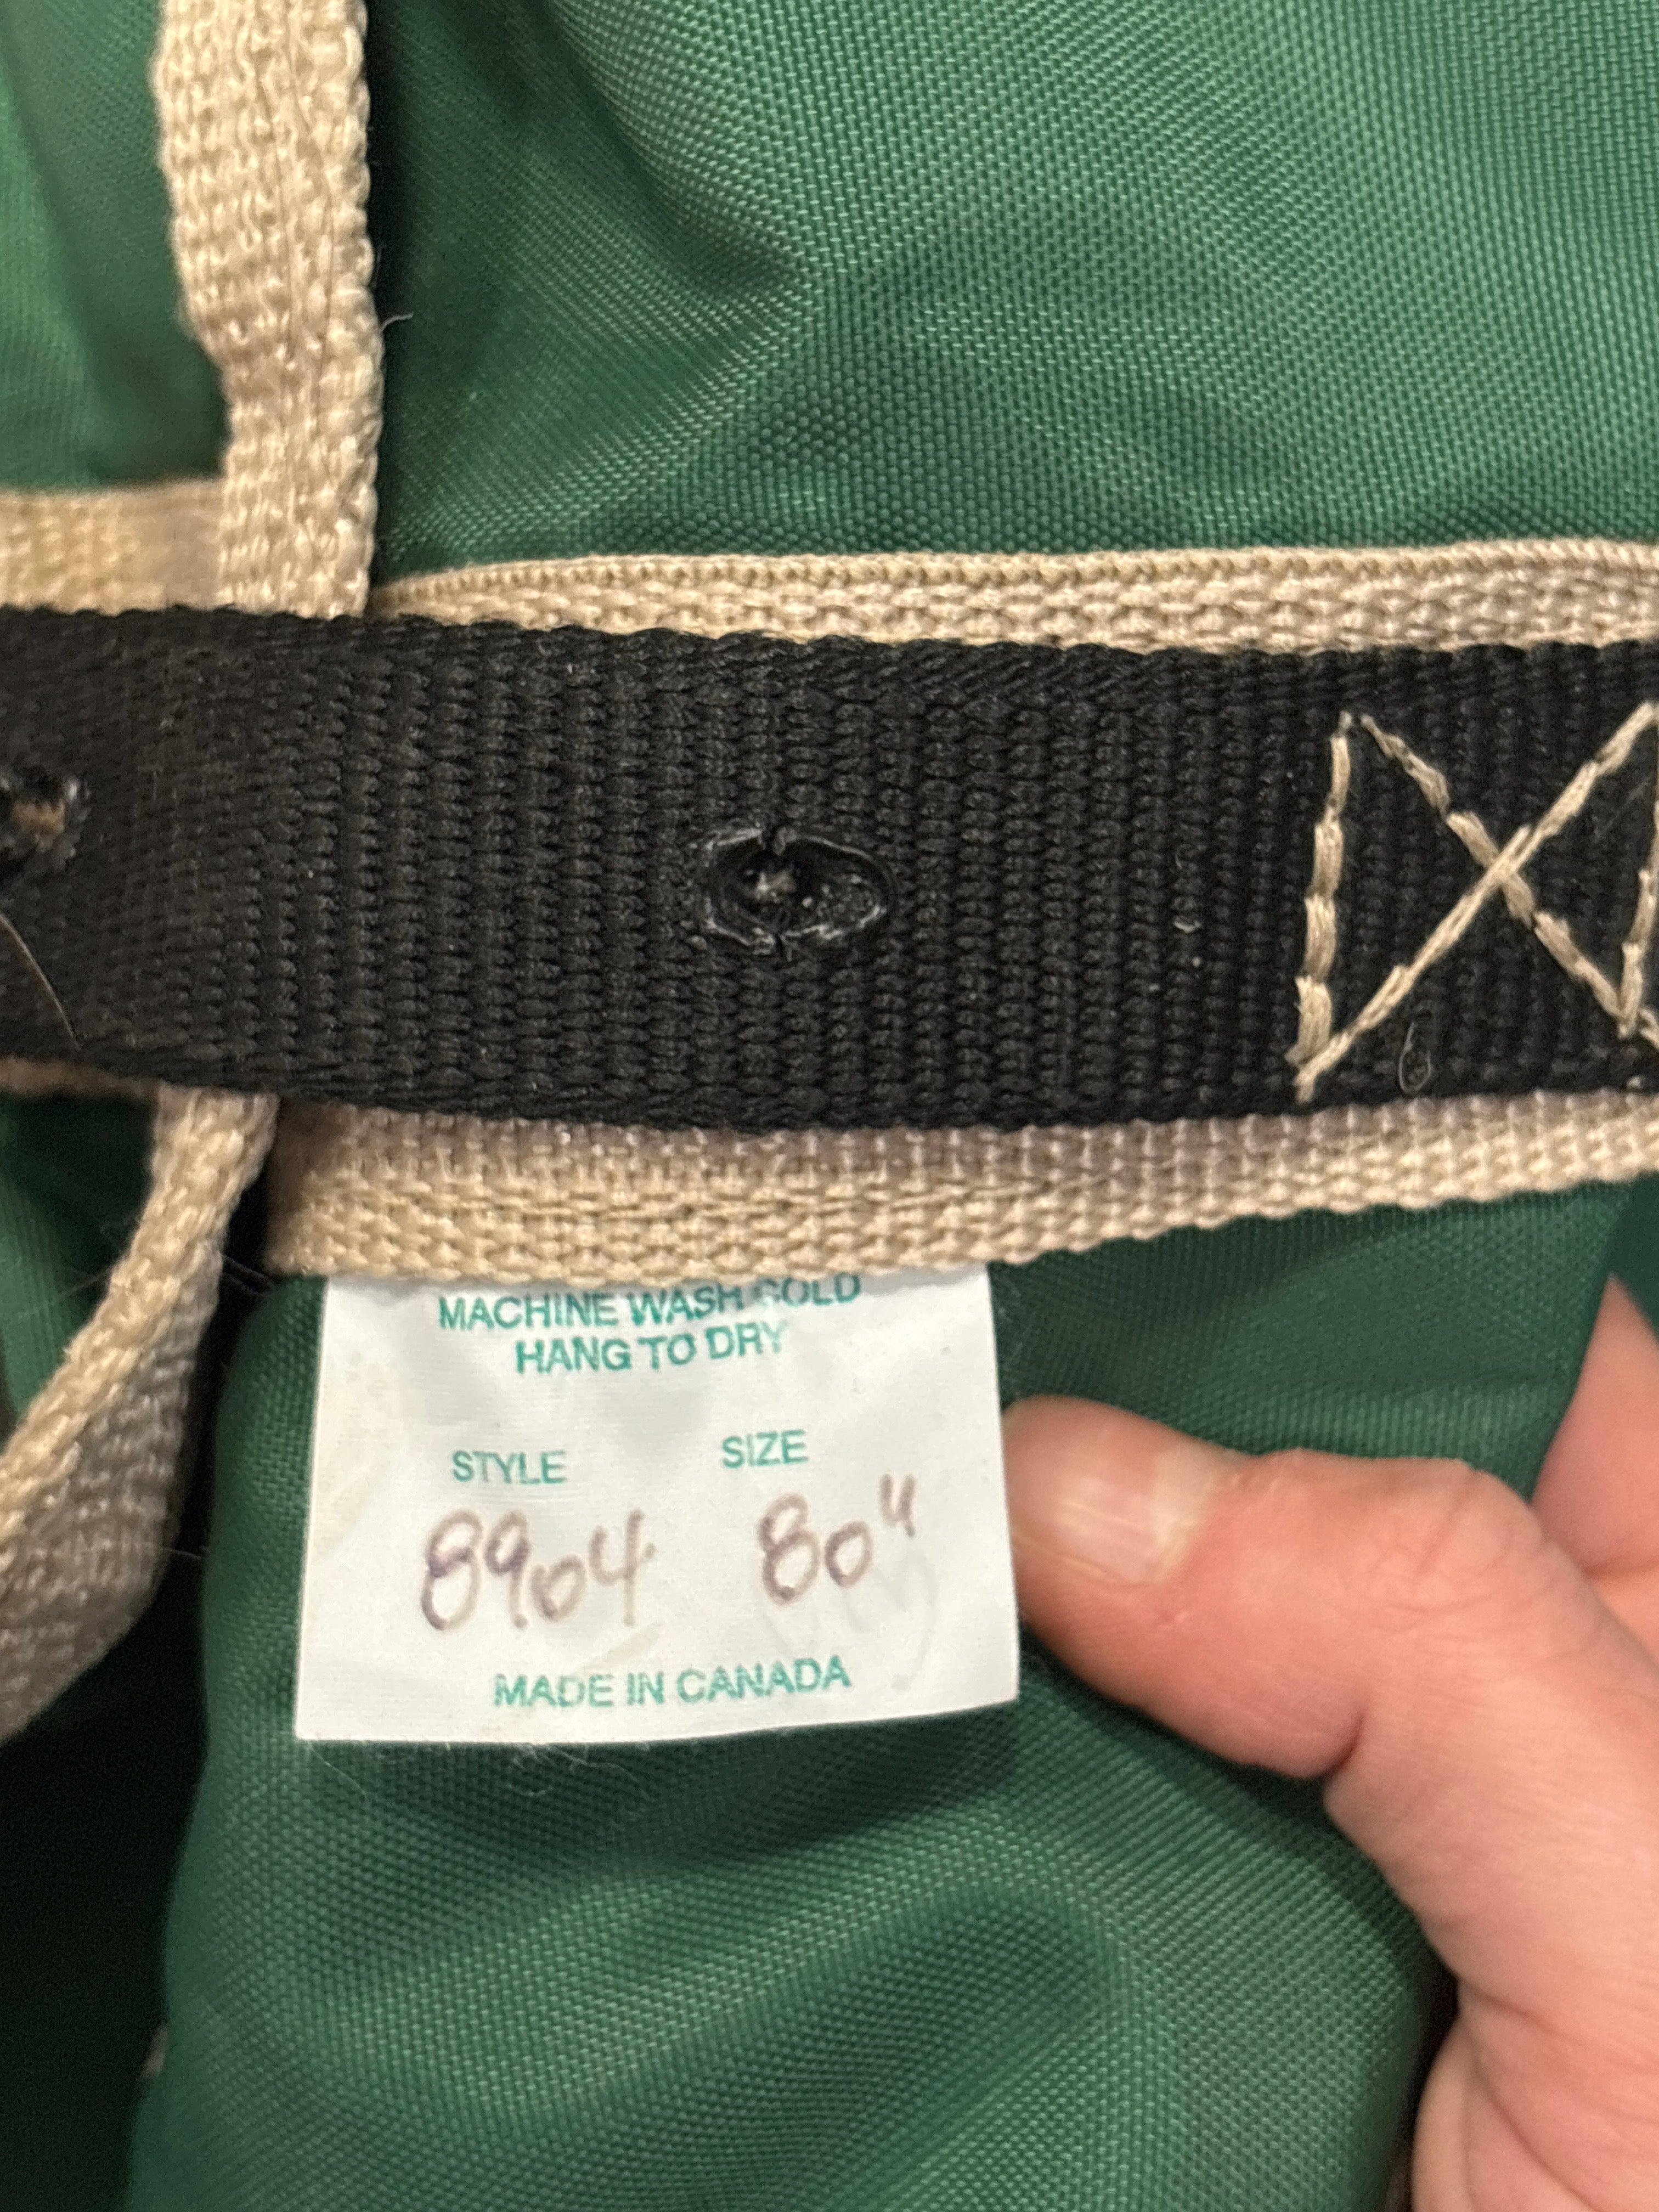 MACHINE WASH COLD
HANG TO DRY
STYLE SIZE
8904 80"
MADE IN CANADA